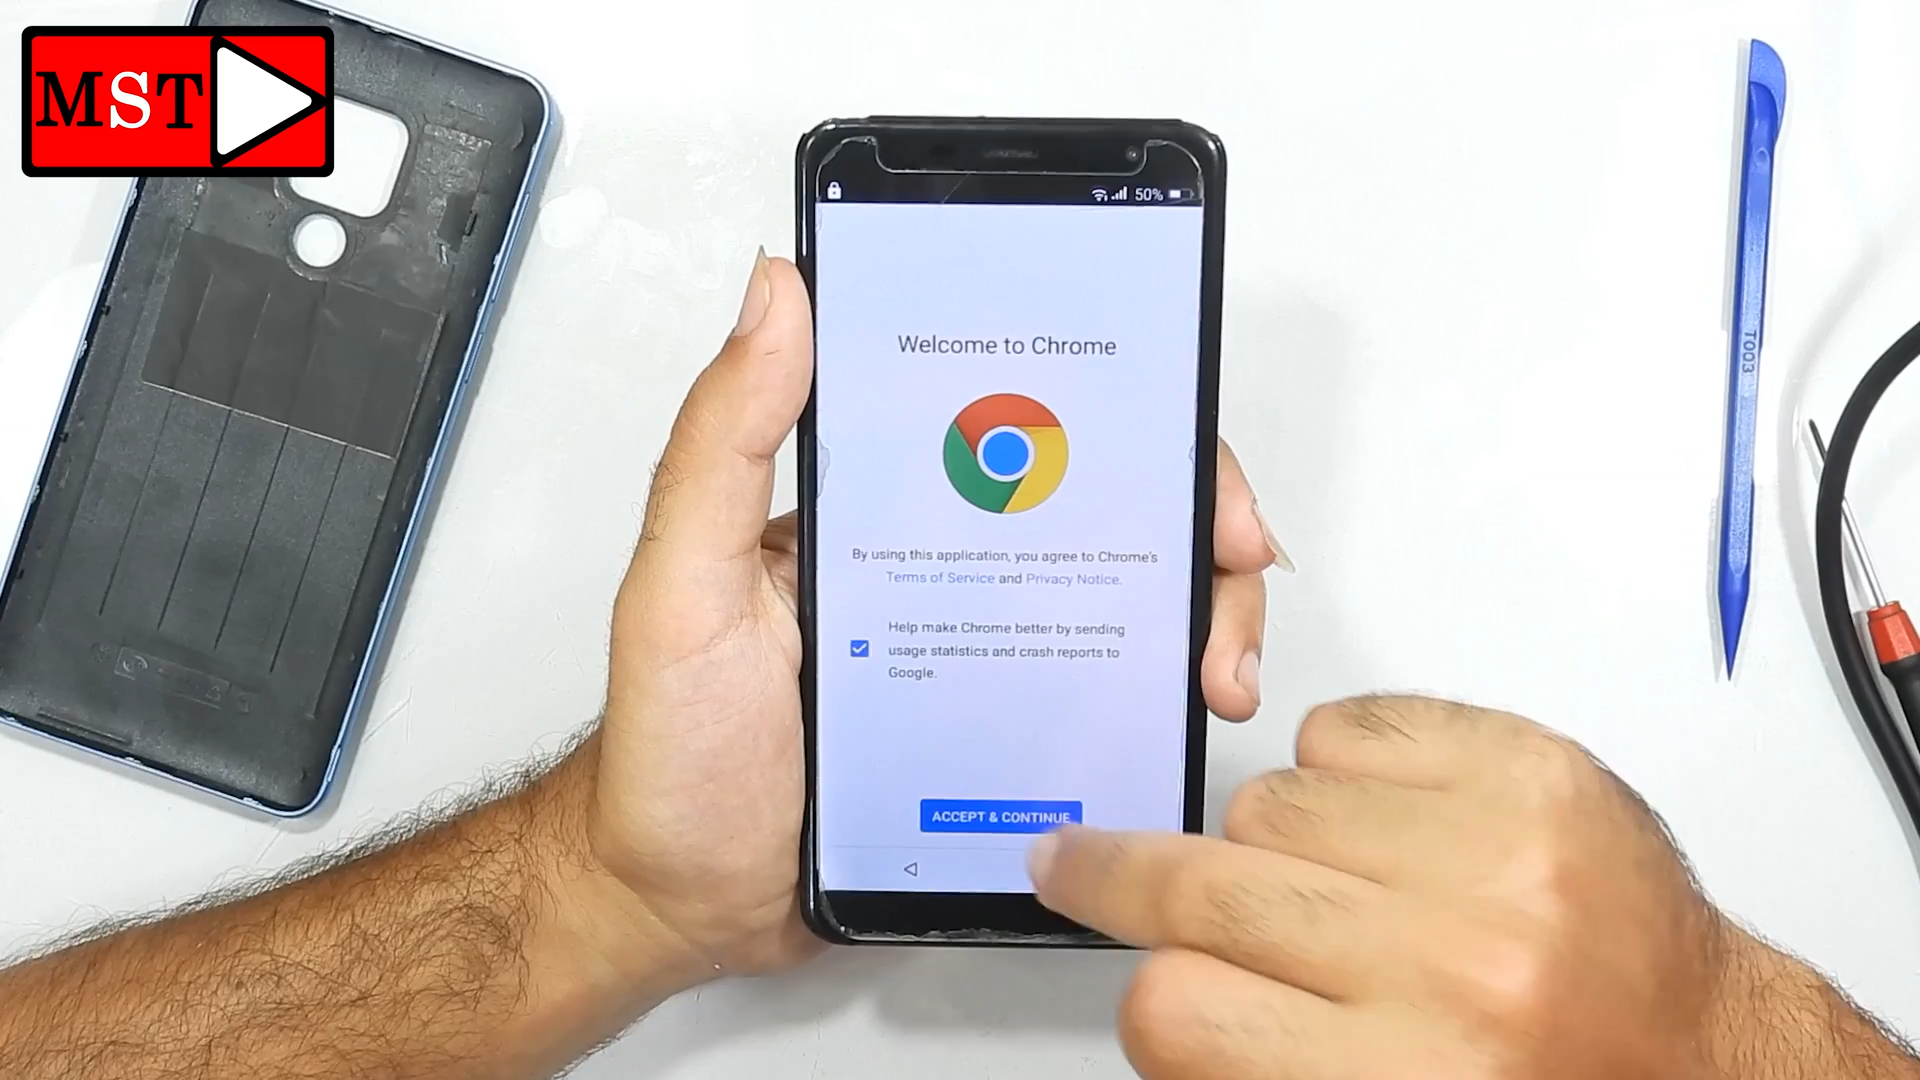 MST
50%
Welcome to Chrome
By using this application, you agree to Chrome's
Terms of Service and Privacy Notice.
Help make Chrome better by sending
usage statistics and crash reports to
Google.
ACCEPT & CONTINUE
T003